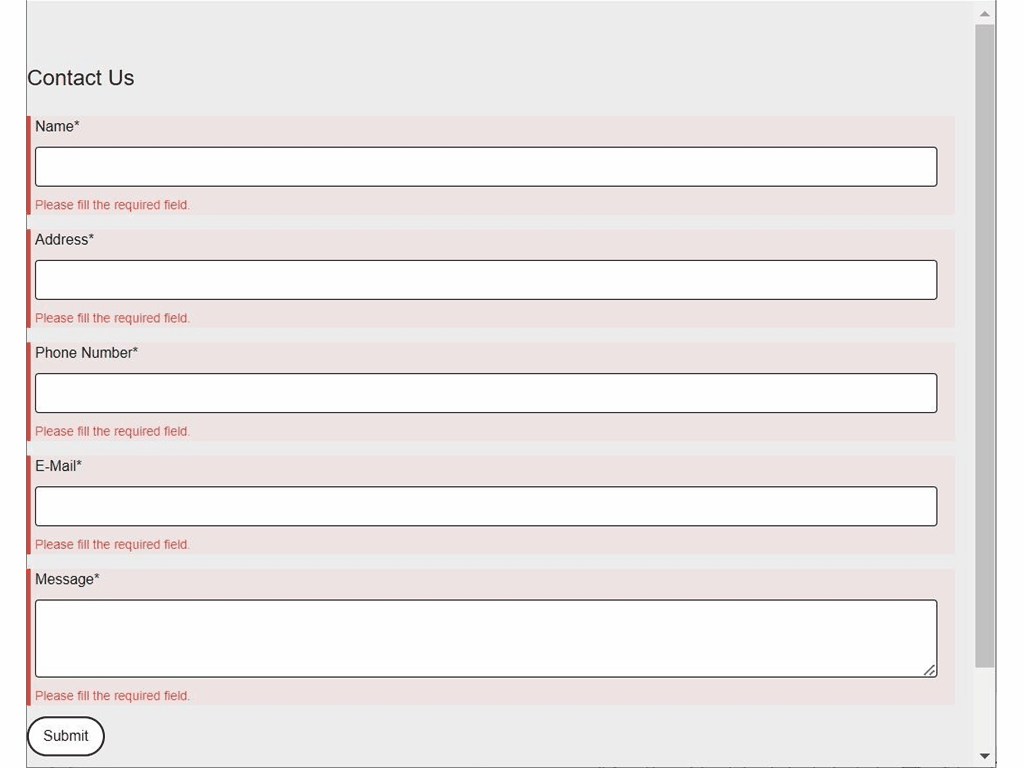 Contact Us
Name*
Please fill the required field.
Address*
Please fill the required field.
Phone Number*
Please fill the required field.
E-Mail*
Please fill the required field.
Message*
Please fill the required field.
Submit